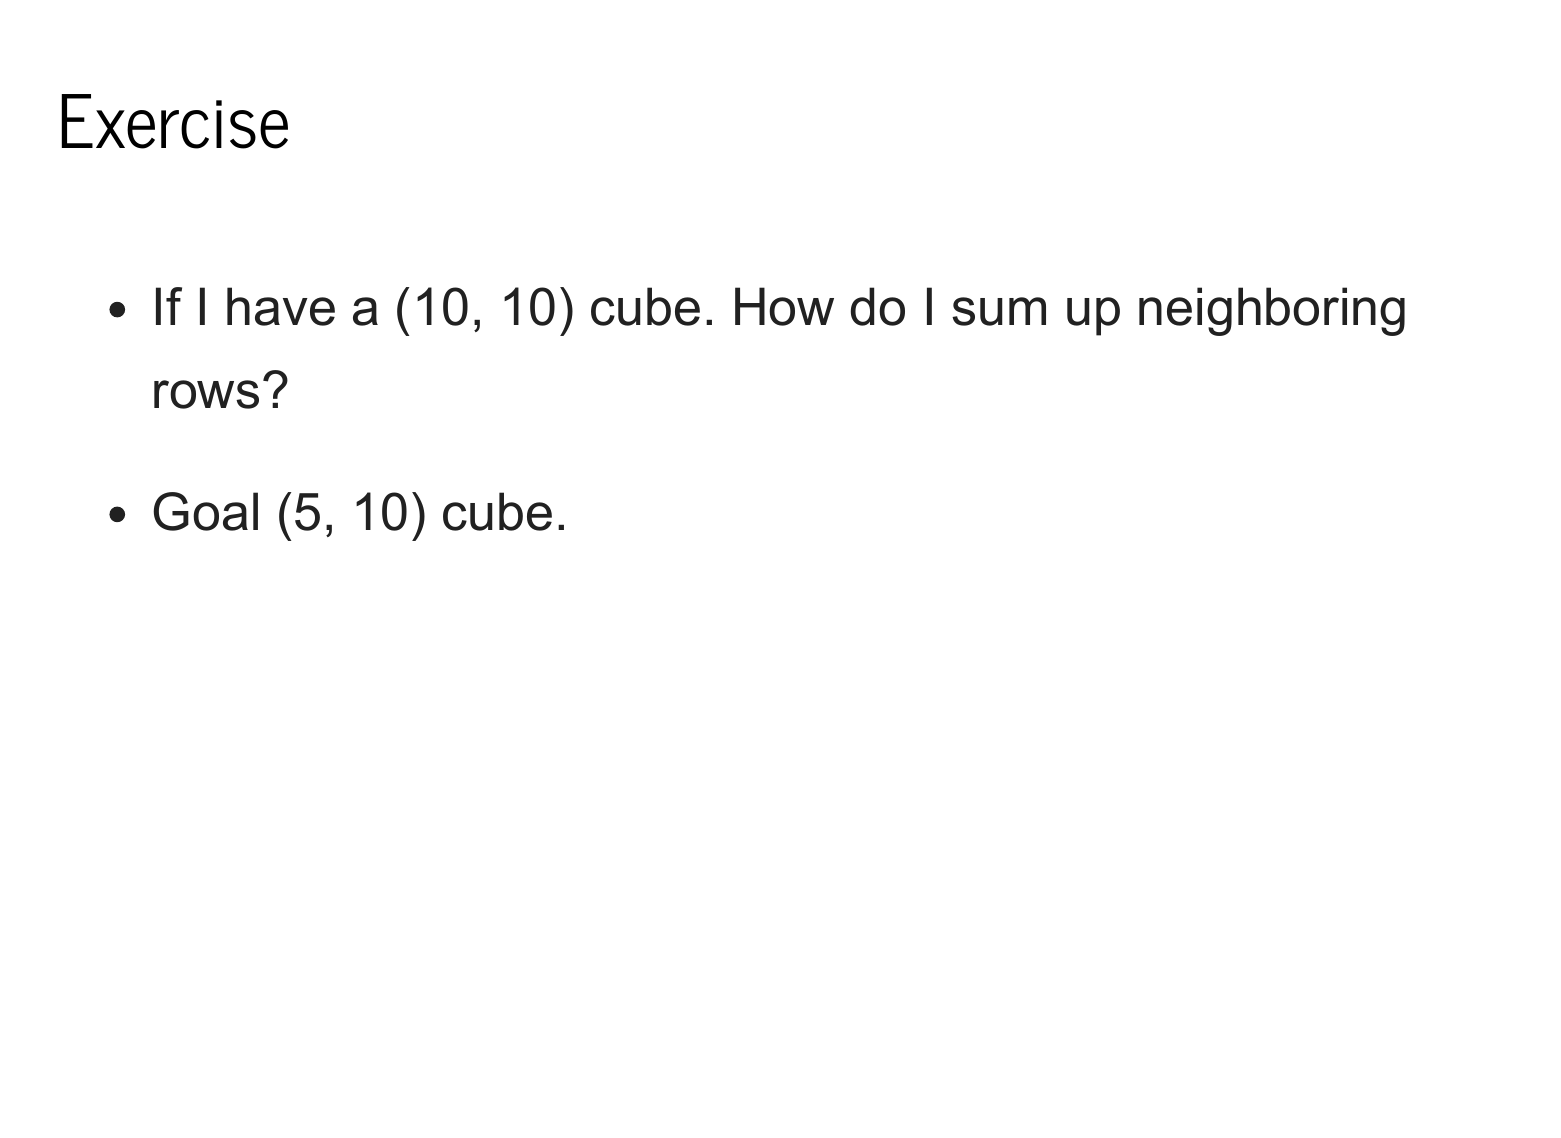 Exercise
• If I have a (10, 10) cube. How do I sum up neighboring
rows?
• Goal (5, 10) cube.